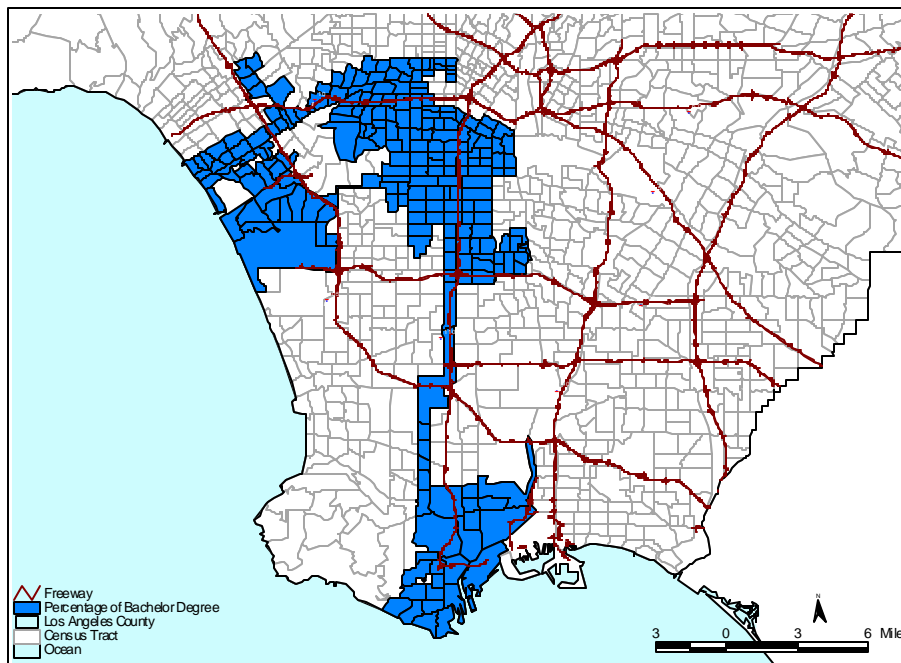 Freeway
Percentage of Bachelor Degree
Los Angeles County
Census Tract
Ocean
N
3 0 3 6 Mile